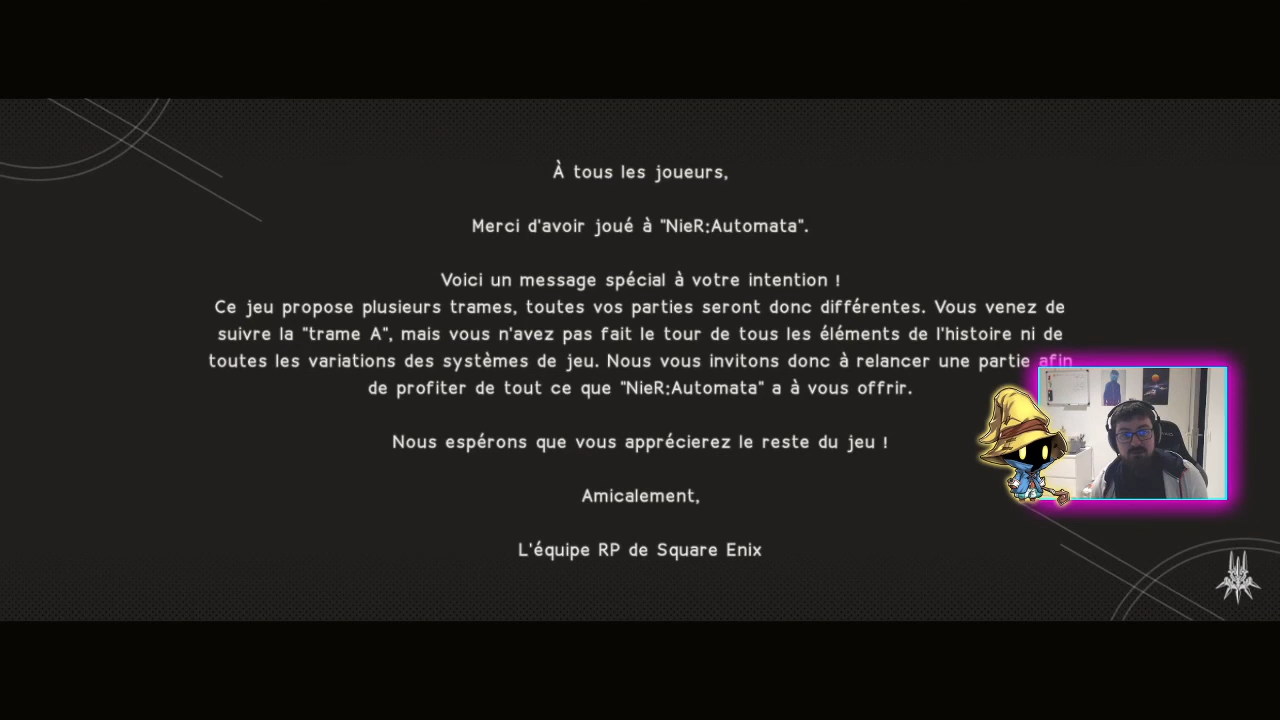 À tous les joueurs,
Merci d'avoir joué à "NieR:Automata".
Voici un message spécial à votre intention !
Ce jeu propose plusieurs trames, toutes vos parties seront donc différentes. Vous venez de
suivre la "trame A", mais vous n'avez pas fait le tour de tous les éléments de l'histoire ni de
toutes les variations des systèmes de jeu. Nous vous invitons donc à relancer une partie afin
de profiter de tout ce que "NieR:Automata" a à vous offrir.
Nous espérons que vous apprécierez le reste du jeu !
Amicalement,
L'équipe RP de Square Enix